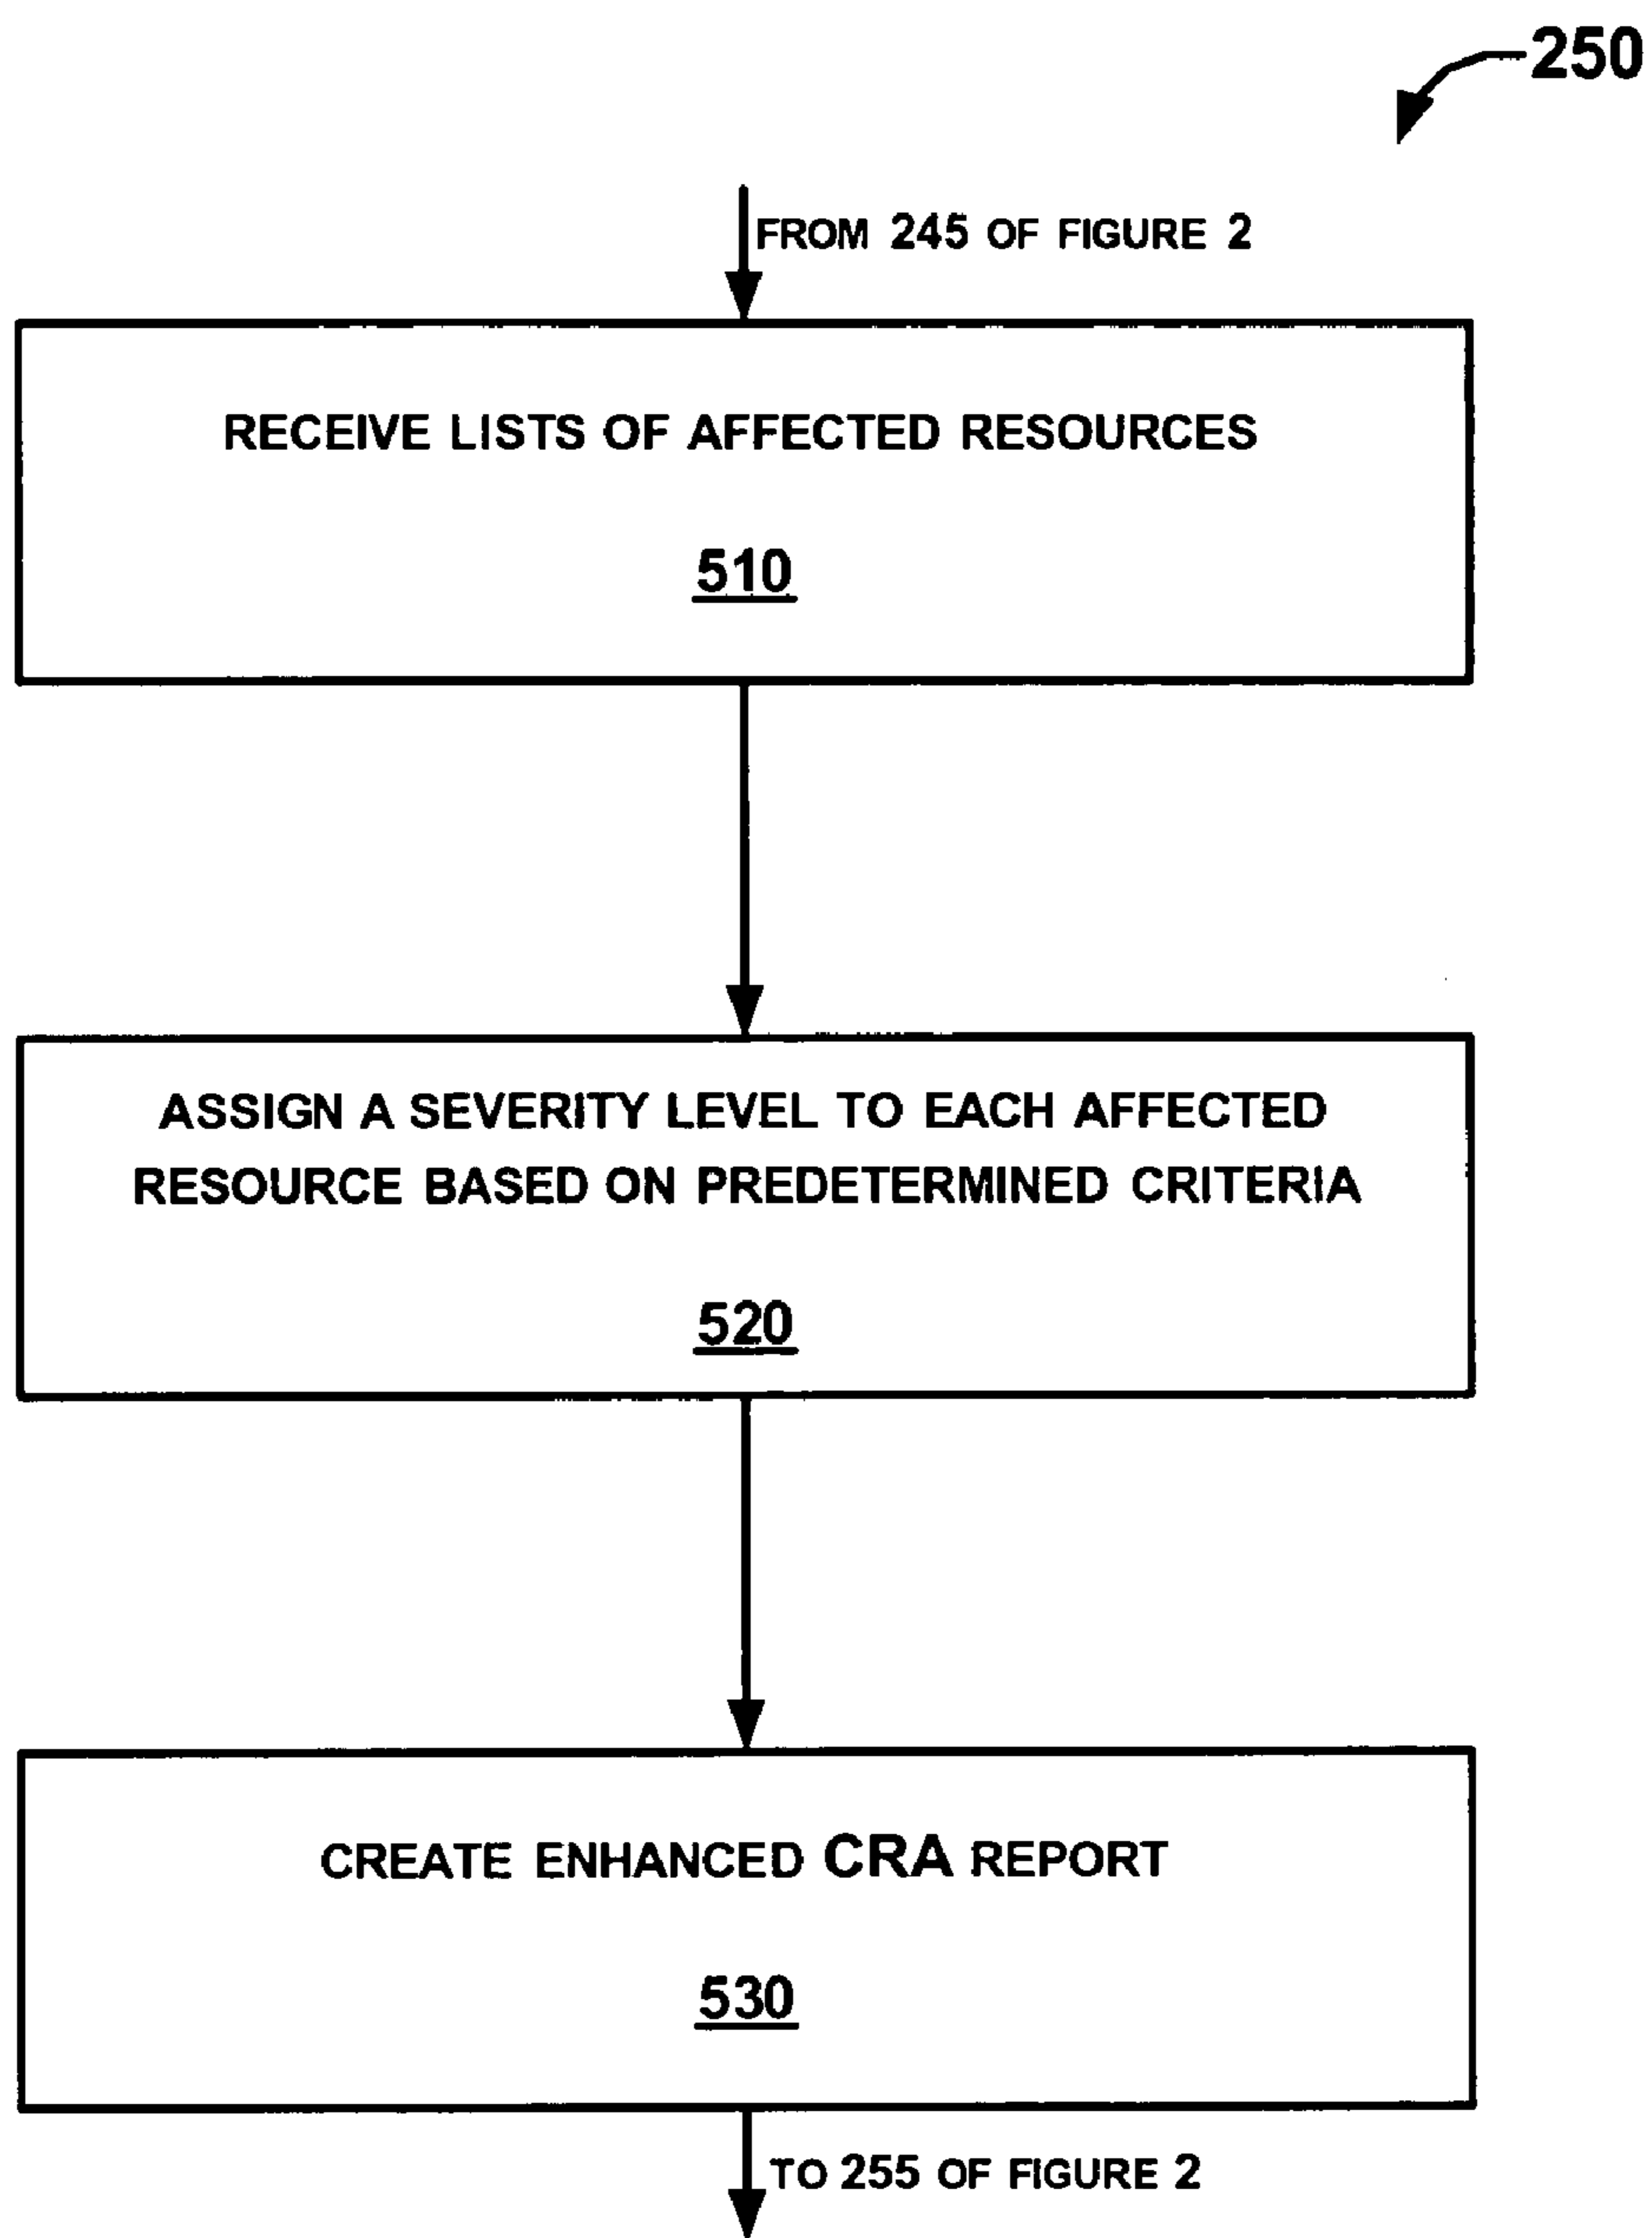 250
FROM 245 OF FIGURE 2
RECEIVE LISTS OF AFFECTED RESOURCES
510
ASSIGN A SEVERITY LEVEL TO EACH AFFECTED
RESOURCE BASED ON PREDETERMINED CRITERIA
520
CREATE ENHANCED CRA REPORT
530
TO 255 OF FIGURE 2